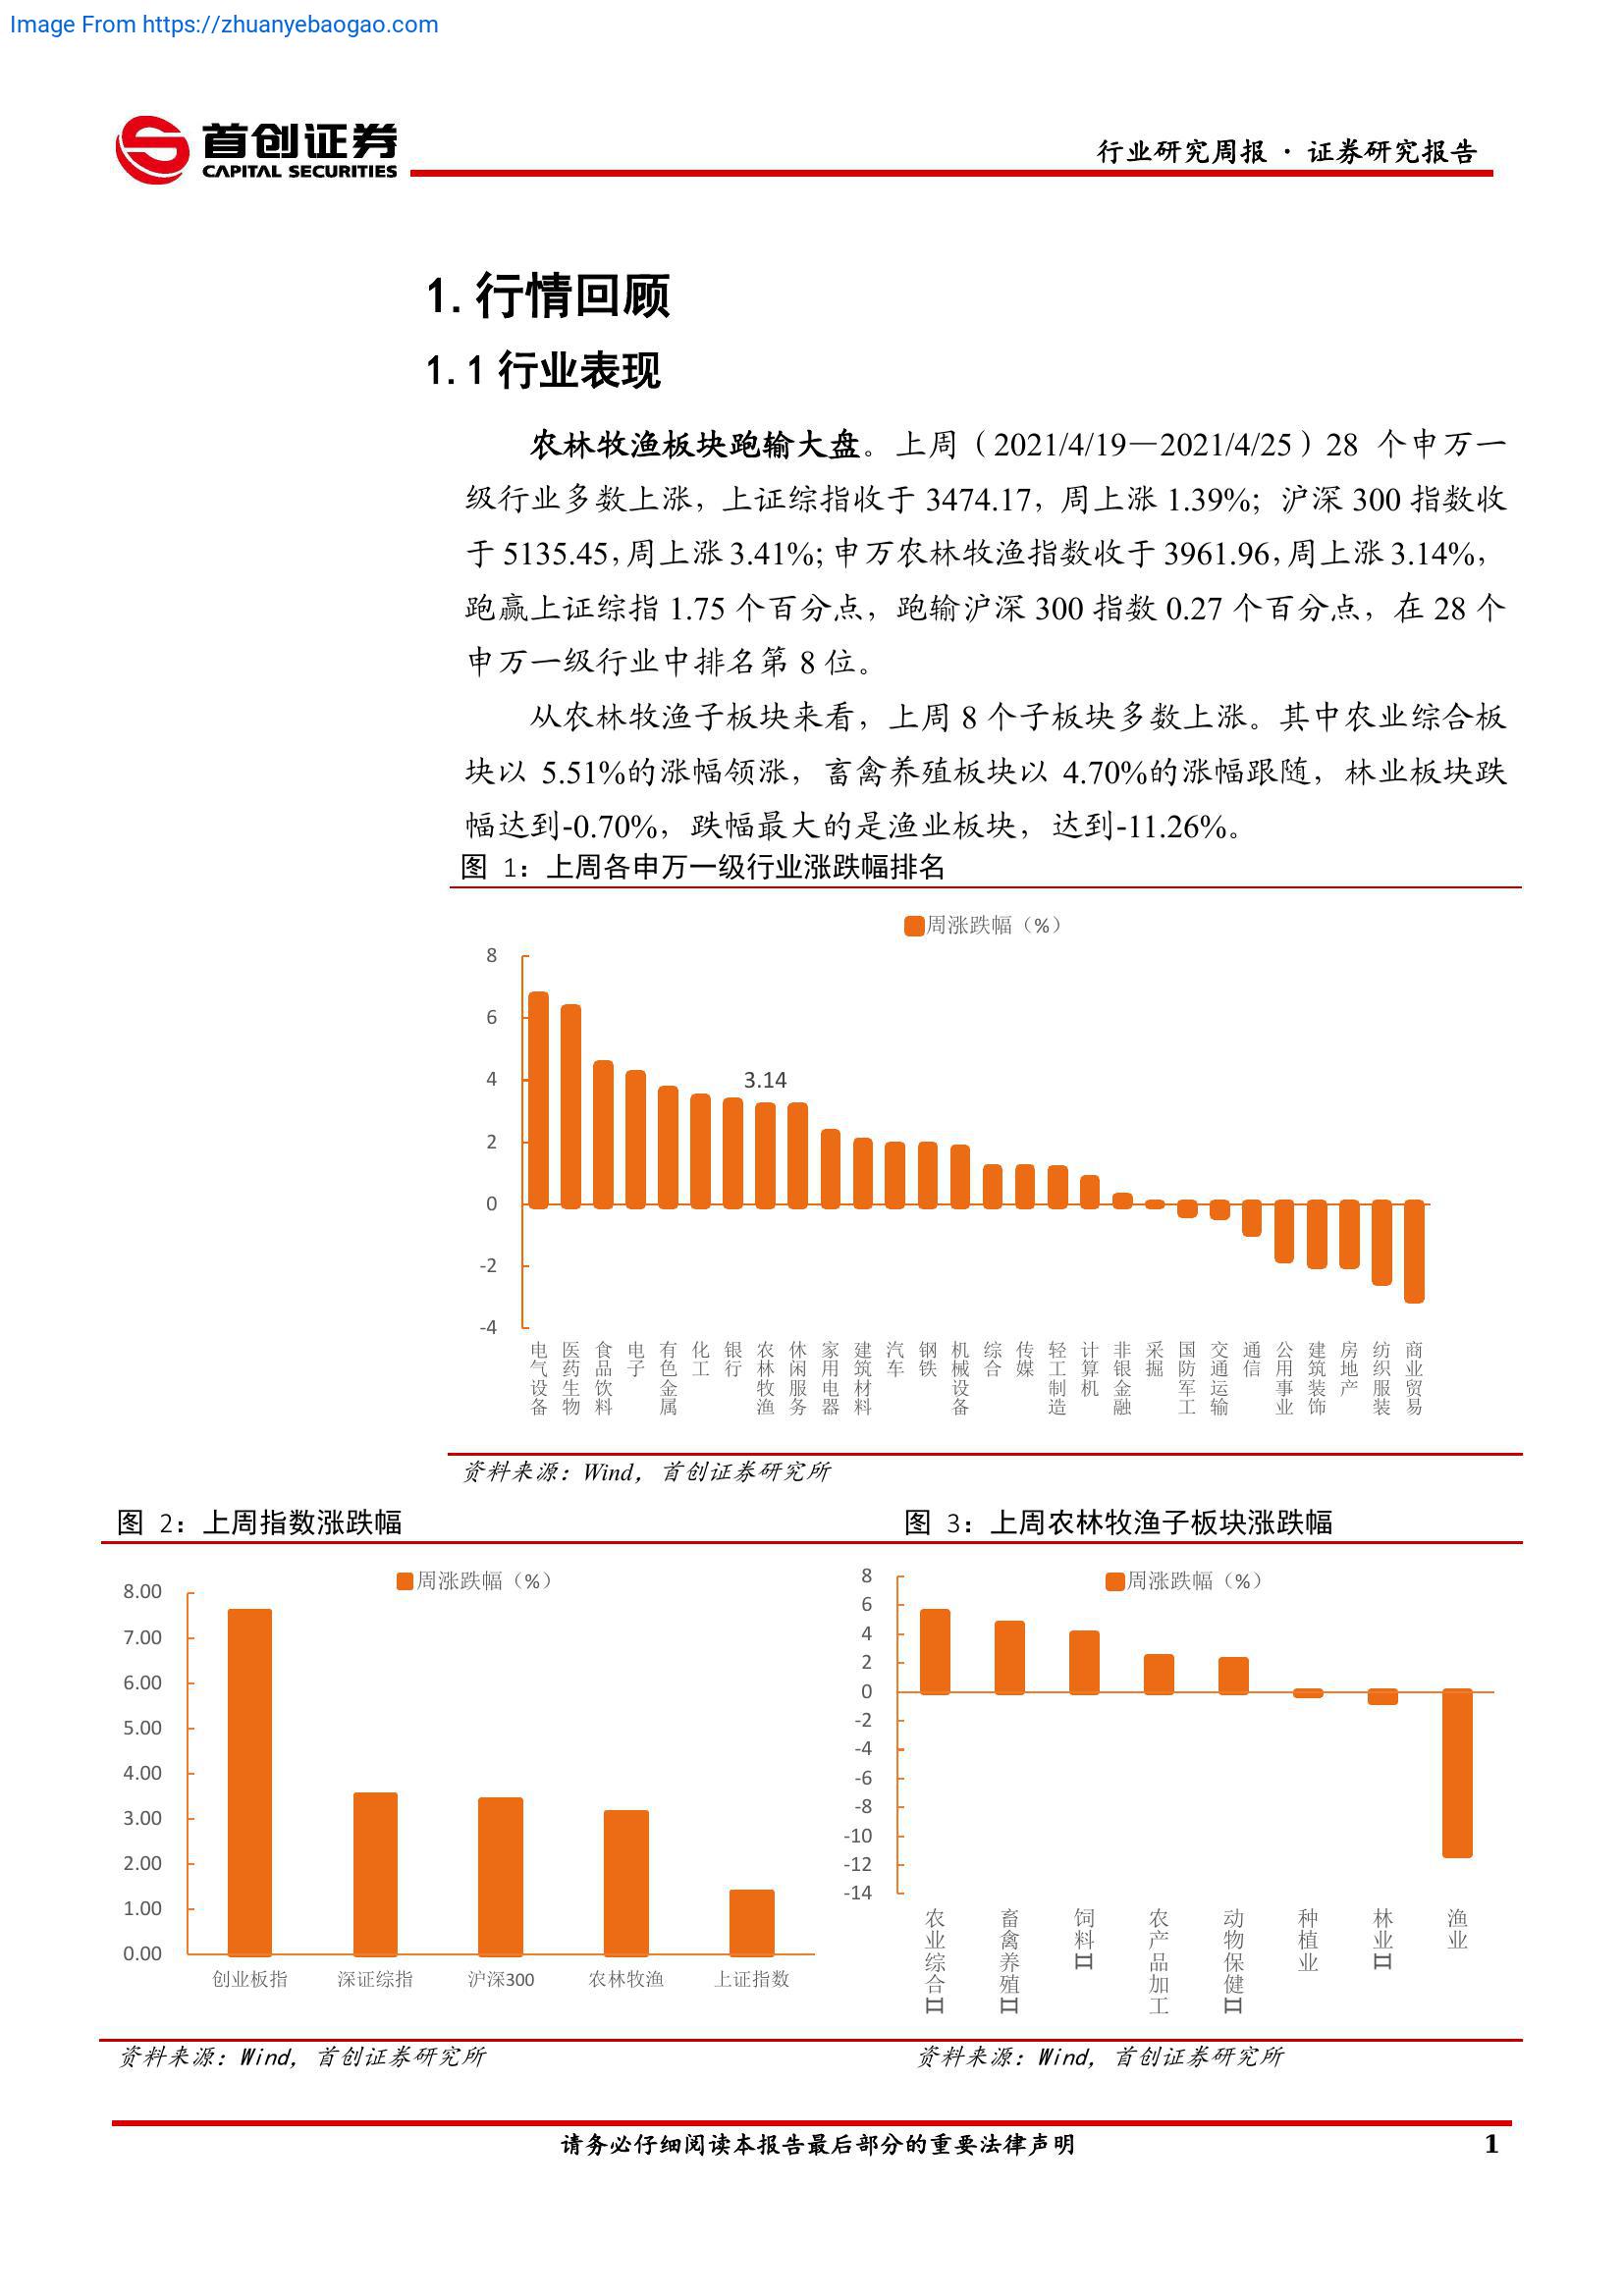 Image From https://zhuanyebaogao.com
首创证券
CAPITAL SECURITIES
行业研究周报 · 证券研究报告
1.行情回顾
1.1 行业表现
农林牧渔板块跑输大盘。上周（2021/4/19—2021/4/25）28 个申万一
级行业多数上涨，上证综指收于 3474.17，周上涨 1.39%；沪深 300 指数收
于 5135.45，周上涨 3.41%；申万农林牧渔指数收于 3961.96，周上涨 3.14%，
跑赢上证综指 1.75 个百分点，跑输沪深 300 指数 0.27 个百分点，在 28 个
申万一级行业中排名第 8 位。
从农林牧渔子板块来看，上周 8 个子板块多数上涨。其中农业综合板
块以 5.51%的涨幅领涨，畜禽养殖板块以 4.70%的涨幅跟随，林业板块跌
幅达到-0.70%，跌幅最大的是渔业板块，达到-11.26%。
图 1：上周各申万一级行业涨跌幅排名
周涨跌幅（%）
8
6
4
2
0
-2
-4
3.14
电气设备
医药生物
食品饮料
电子
有色金属
化工
银行
农林牧渔
休闲服务
家用电器
建筑材料
汽车
钢铁
机械设备
综合
传媒
轻工制造
计算机
非银金融
采掘
国防军工
交通运输
通信
公用事业
建筑装饰
房地产
纺织服装
商业贸易
资料来源：Wind，首创证券研究所
图 2：上周指数涨跌幅
周涨跌幅（%）
8.00
7.00
6.00
5.00
4.00
3.00
2.00
1.00
0.00
创业板指
深证综指
沪深300
农林牧渔
上证指数
资料来源：Wind，首创证券研究所
图 3：上周农林牧渔子板块涨跌幅
周涨跌幅（%）
8
6
4
2
0
-2
-4
-6
-8
-10
-12
-14
农业综合Ⅱ
畜禽养殖Ⅱ
饲料Ⅱ
农产品加工
动物保健Ⅱ
种植业
林业Ⅱ
渔业
资料来源：Wind，首创证券研究所
请务必仔细阅读本报告最后部分的重要法律声明
1